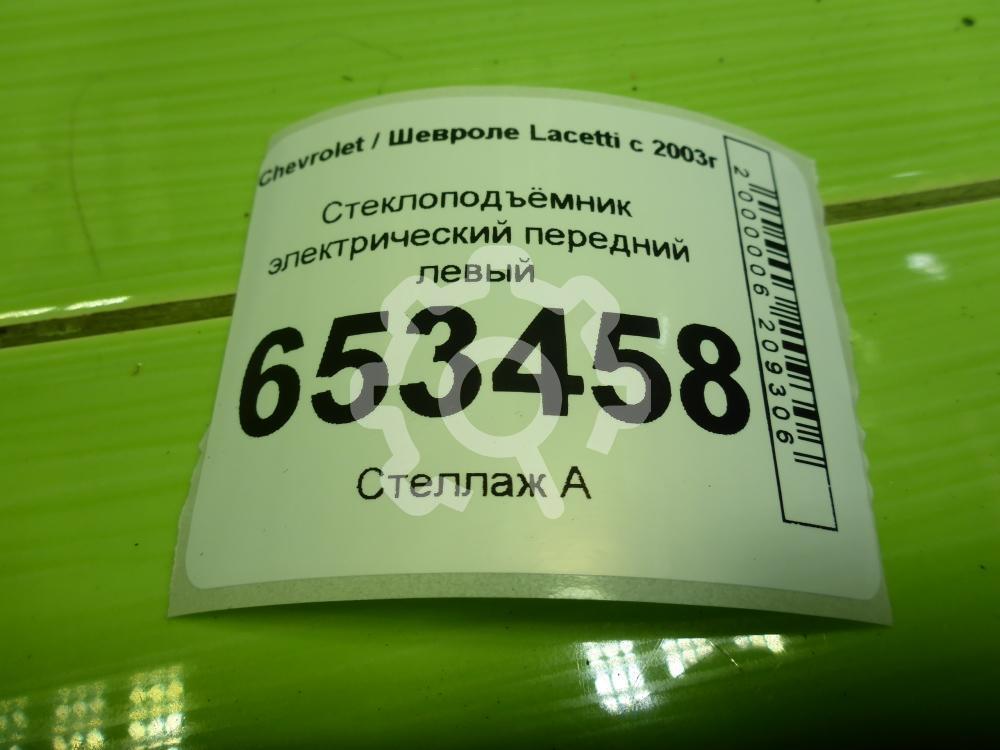 Chevrolet / Шевроле Lacetti с 2003г
Стеклоподъёмник
электрический передний
левый
653458
Стеллаж А
2000006209306